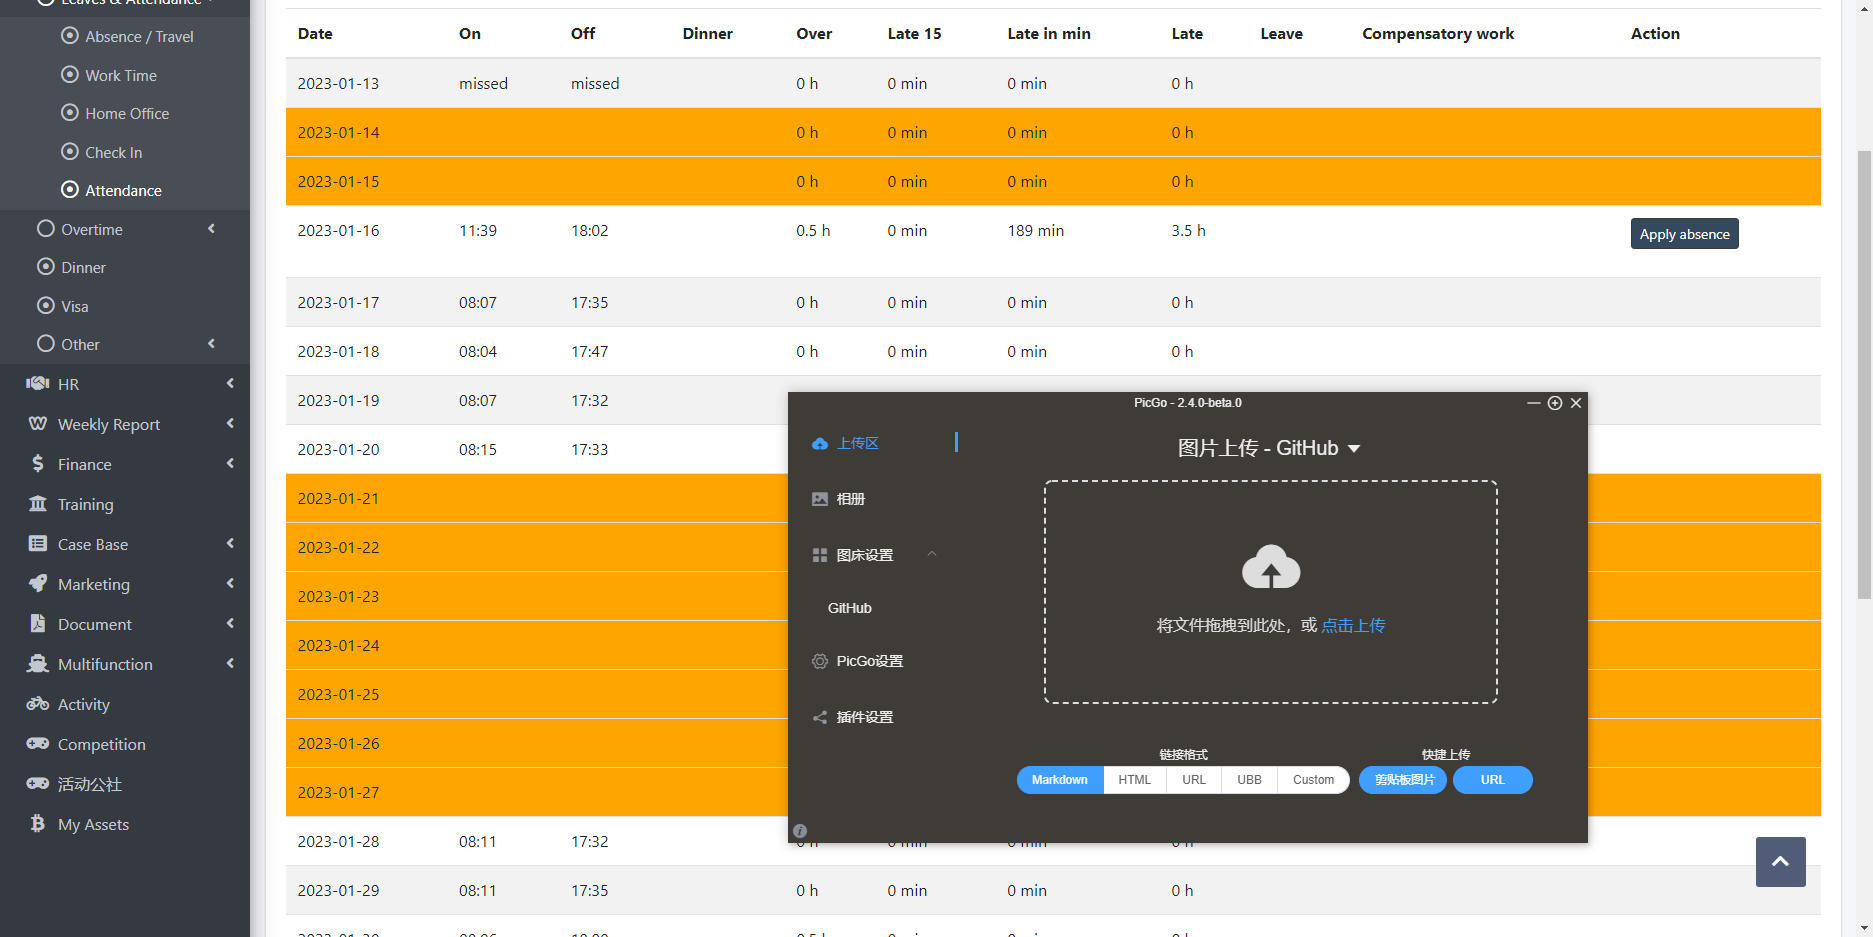 Leaves & Attendance
Absence / Travel
Work Time
Home Office
Check In
Attendance
Overtime
Dinner
Visa
Other
HR
Weekly Report
Finance
Training
Case Base
Marketing
Document
Multifunction
Activity
Competition
活动公社
My Assets
Date On Off Dinner Over Late 15 Late in min Late Leave Compensatory work Action
2023-01-13 missed missed 0 h 0 min 0 min 0 h
2023-01-14 0 h 0 min 0 min 0 h
2023-01-15 0 h 0 min 0 min 0 h
2023-01-16 11:39 18:02 0.5 h 0 min 189 min 3.5 h Apply absence
2023-01-17 08:07 17:35 0 h 0 min 0 min 0 h
2023-01-18 08:04 17:47 0 h 0 min 0 min 0 h
2023-01-19 08:07 17:32
2023-01-20 08:15 17:33
2023-01-21
2023-01-22
2023-01-23
2023-01-24
2023-01-25
2023-01-26
2023-01-27
2023-01-28 08:11 17:32 0 h 0 min 0 min 0 h
2023-01-29 08:11 17:35 0 h 0 min 0 min 0 h
PicGo - 2.4.0-beta.0
上传区
相册
图床设置
GitHub
PicGo设置
插件设置
图片上传 - GitHub
将文件拖拽到此处，或 点击上传
链接格式 快捷上传
Markdown HTML URL UBB Custom 剪贴板图片 URL